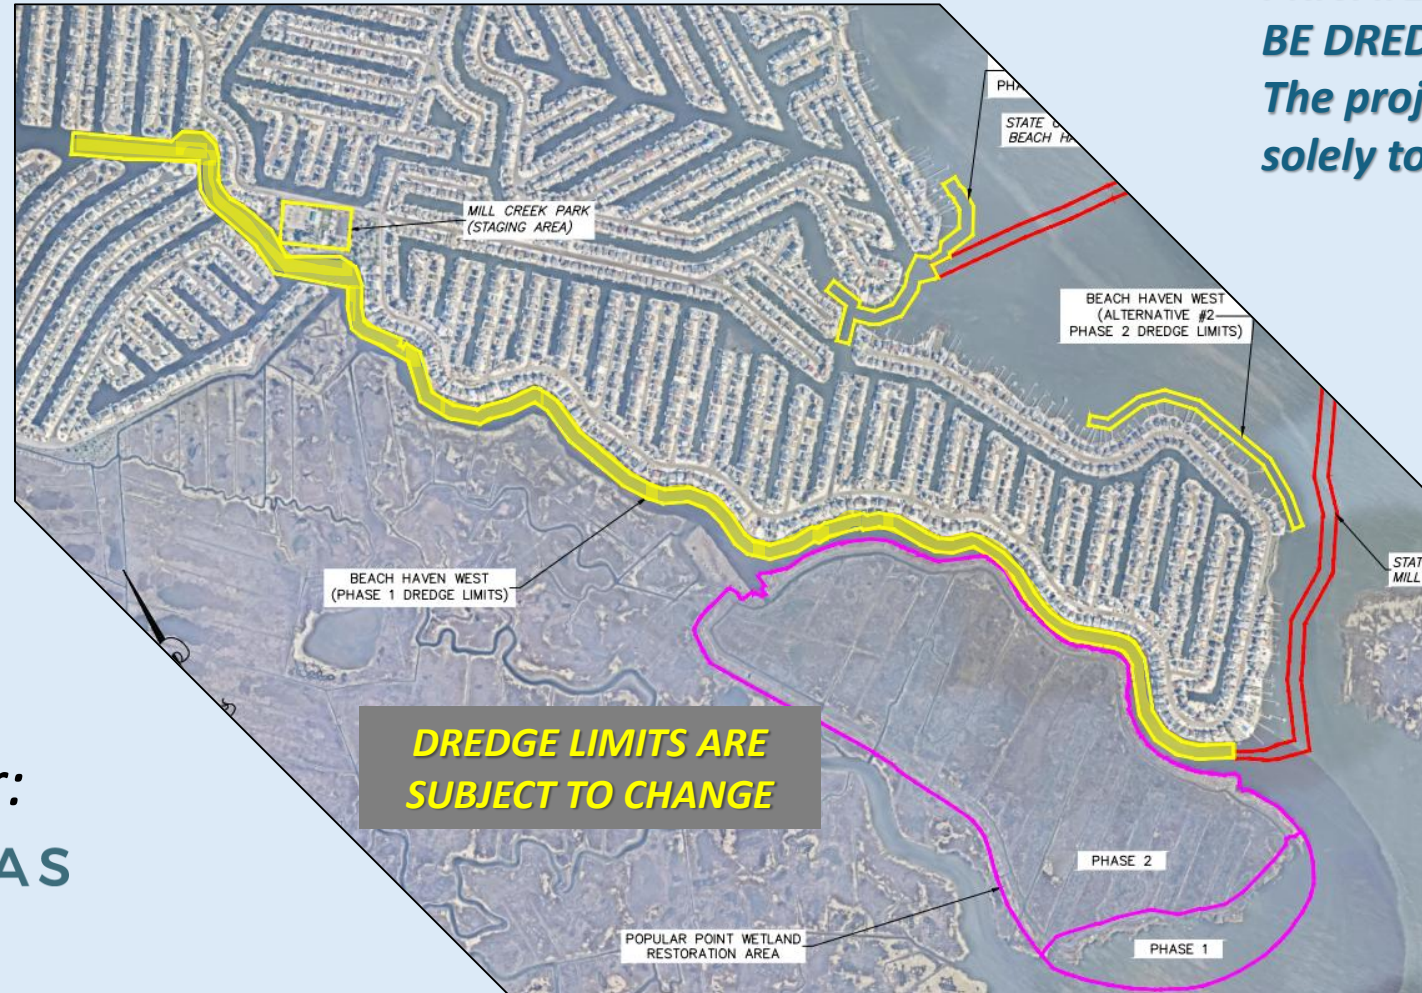 BE DRED
The proj
solely to
PHA
STATE
BEACH HA
MILL CREEK PARK
(STAGING AREA)
BEACH HAVEN WEST
(ALTERNATIVE #2
PHASE 2 DREDGE LIMITS)
STAT
MILL
BEACH HAVEN WEST
(PHASE 1 DREDGE LIMITS)
DREDGE LIMITS ARE
SUBJECT TO CHANGE
r:
AS
PHASE 2
POPULAR POINT WETLAND
RESTORATION AREA
PHASE 1